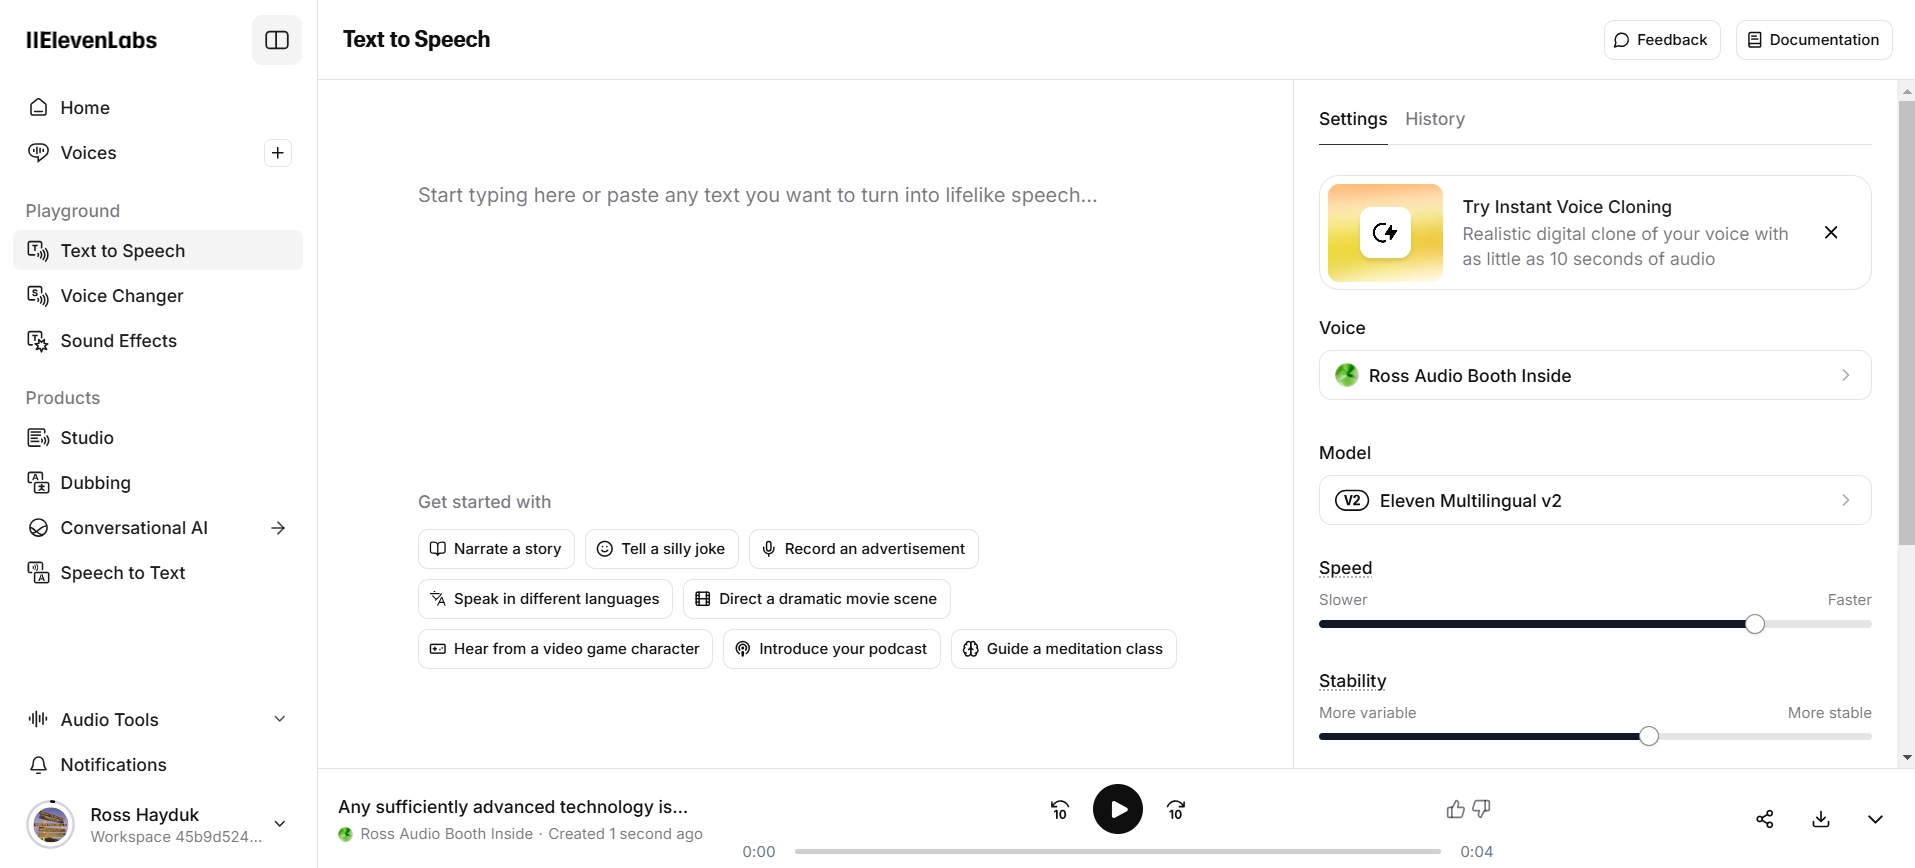 IIElevenLabs
Home
Voices
Playground
Text to Speech
Voice Changer
Sound Effects
Products
Studio
Dubbing
Conversational AI
Speech to Text
Audio Tools
Notifications
Ross Hayduk
Workspace 45b9d524...
Text to Speech
Feedback
Documentation
Start typing here or paste any text you want to turn into lifelike speech...
Get started with
Narrate a story
Tell a silly joke
Record an advertisement
Speak in different languages
Direct a dramatic movie scene
Hear from a video game character
Introduce your podcast
Guide a meditation class
Settings
History
Try Instant Voice Cloning
Realistic digital clone of your voice with
as little as 10 seconds of audio
Voice
Ross Audio Booth Inside
Model
V2 Eleven Multilingual v2
Speed
Slower
Faster
Stability
More variable
More stable
Any sufficiently advanced technology is...
Ross Audio Booth Inside · Created 1 second ago
10
10
0:00
0:04